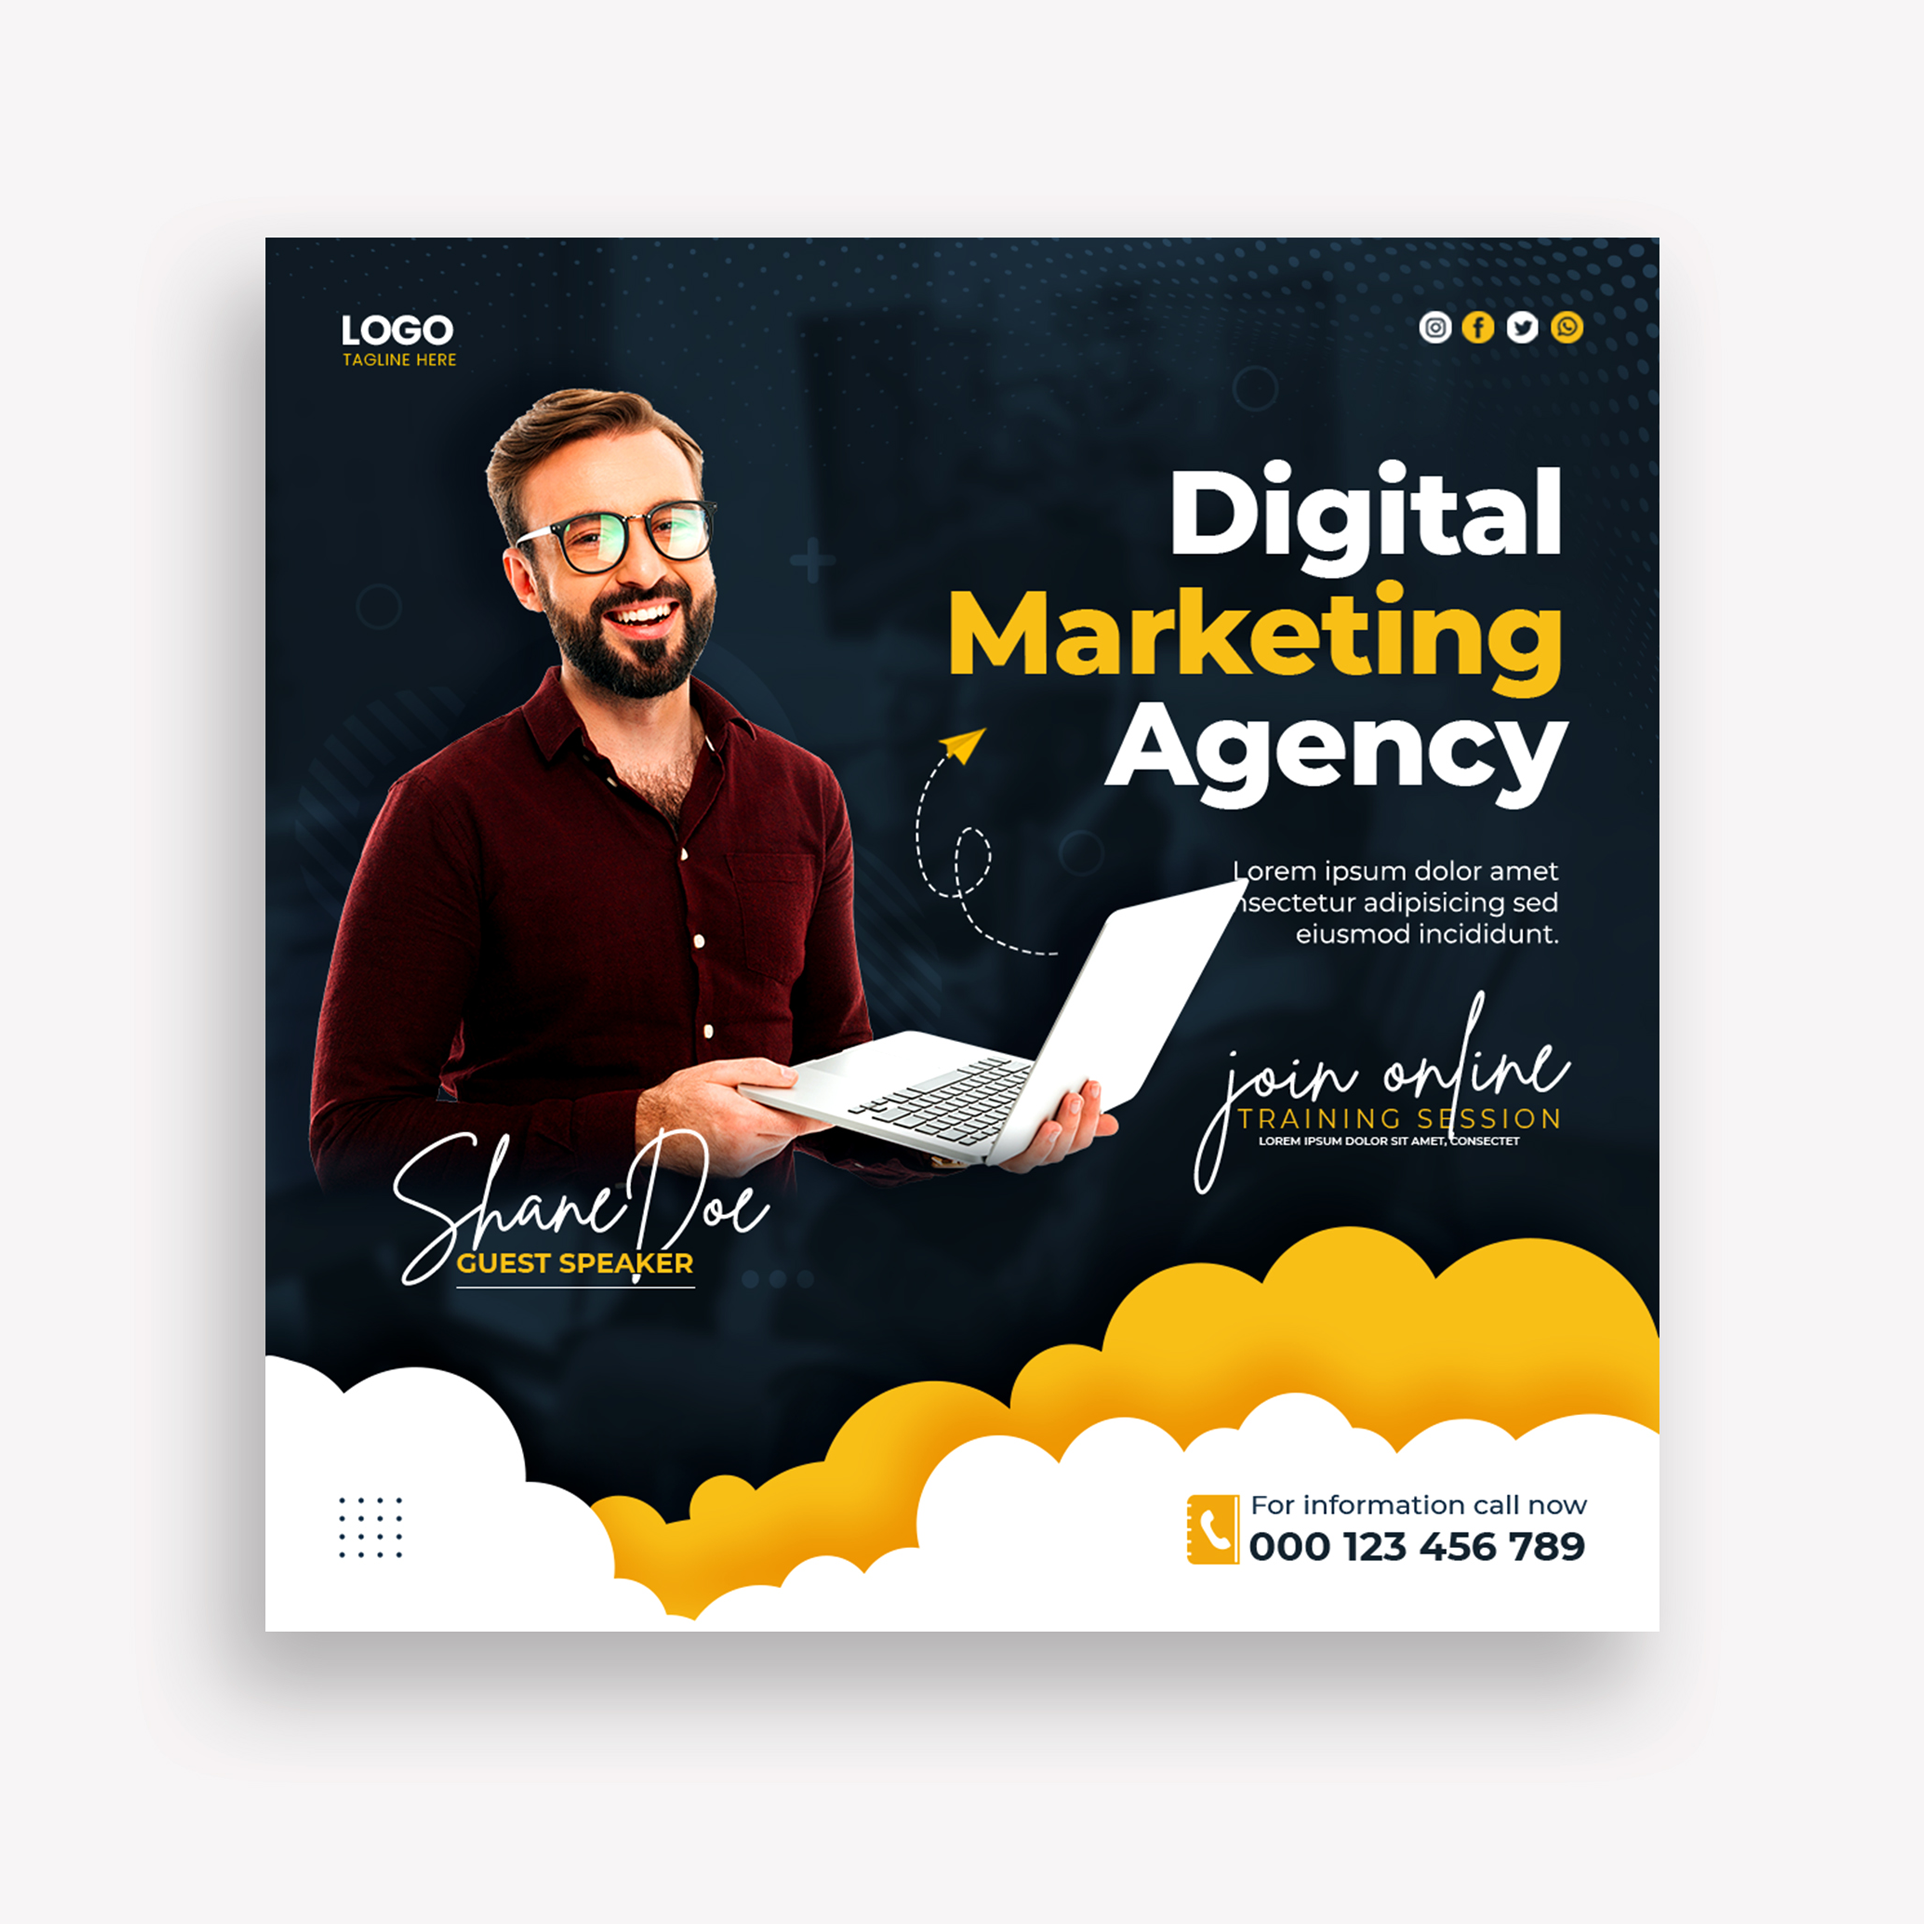 LOGO
TAGLINE HERE
Digital
Marketing
Agency
Lorem ipsum dolor amet
nsectetur adipisicing sed
eiusmod incididunt.
join online
TRAINING SESSION
LOREM IPSUM DOLOR SIT AMET, CONSECTET
Shane Doe
GUEST SPEAKER
For information call now
000 123 456 789